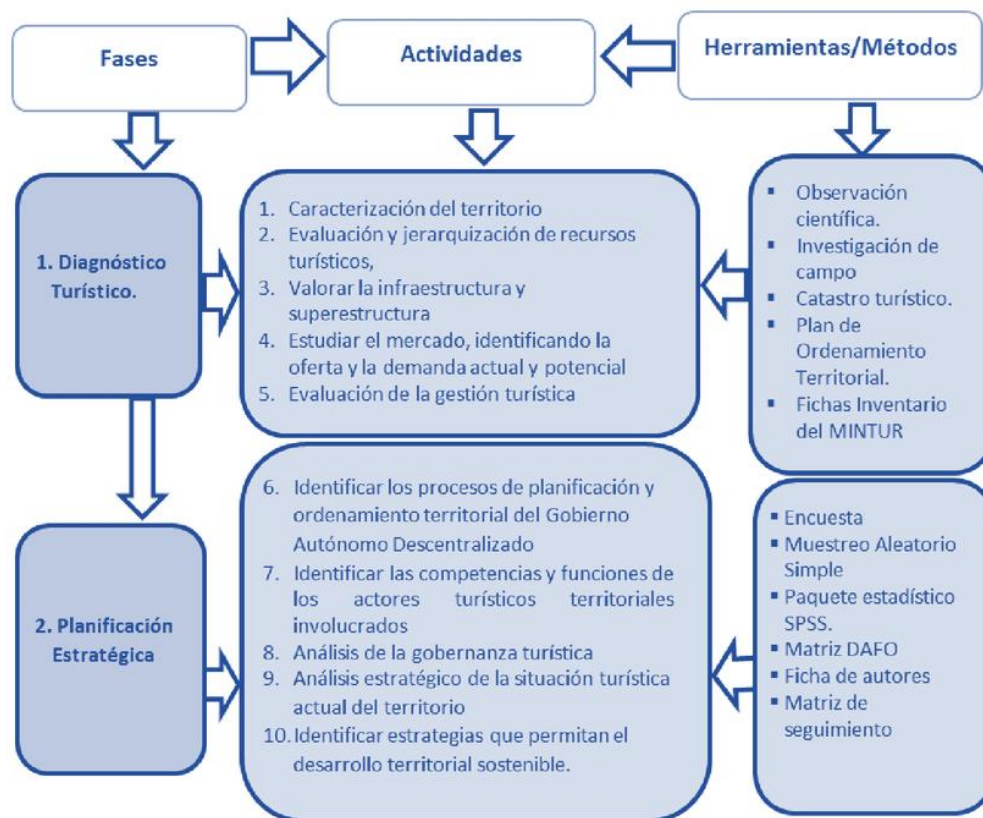 Fases
Actividades
Herramientas/Métodos
1. Diagnóstico
Turístico.
1. Caracterización del territorio
2. Evaluación y jerarquización de recursos
turísticos,
3. Valorar la infraestructura y
superestructura
4. Estudiar el mercado, identificando la
oferta y la demanda actual y potencial
5. Evaluación de la gestión turística
▪ Observación
científica.
▪ Investigación de
campo
▪ Catastro turístico.
▪ Plan de
Ordenamiento
Territorial.
▪ Fichas Inventario
del MINTUR
2. Planificación
Estratégica
6. Identificar los procesos de planificación y
ordenamiento territorial del Gobierno
Autónomo Descentralizado
7. Identificar las competencias y funciones de
los actores turísticos territoriales
involucrados
8. Análisis de la gobernanza turística
9. Análisis estratégico de la situación turística
actual del territorio
10. Identificar estrategias que permitan el
desarrollo territorial sostenible.
▪ Encuesta
▪ Muestreo Aleatorio
Simple
▪ Paquete estadístico
SPSS.
▪ Matriz DAFO
▪ Ficha de autores
▪ Matriz de
seguimiento